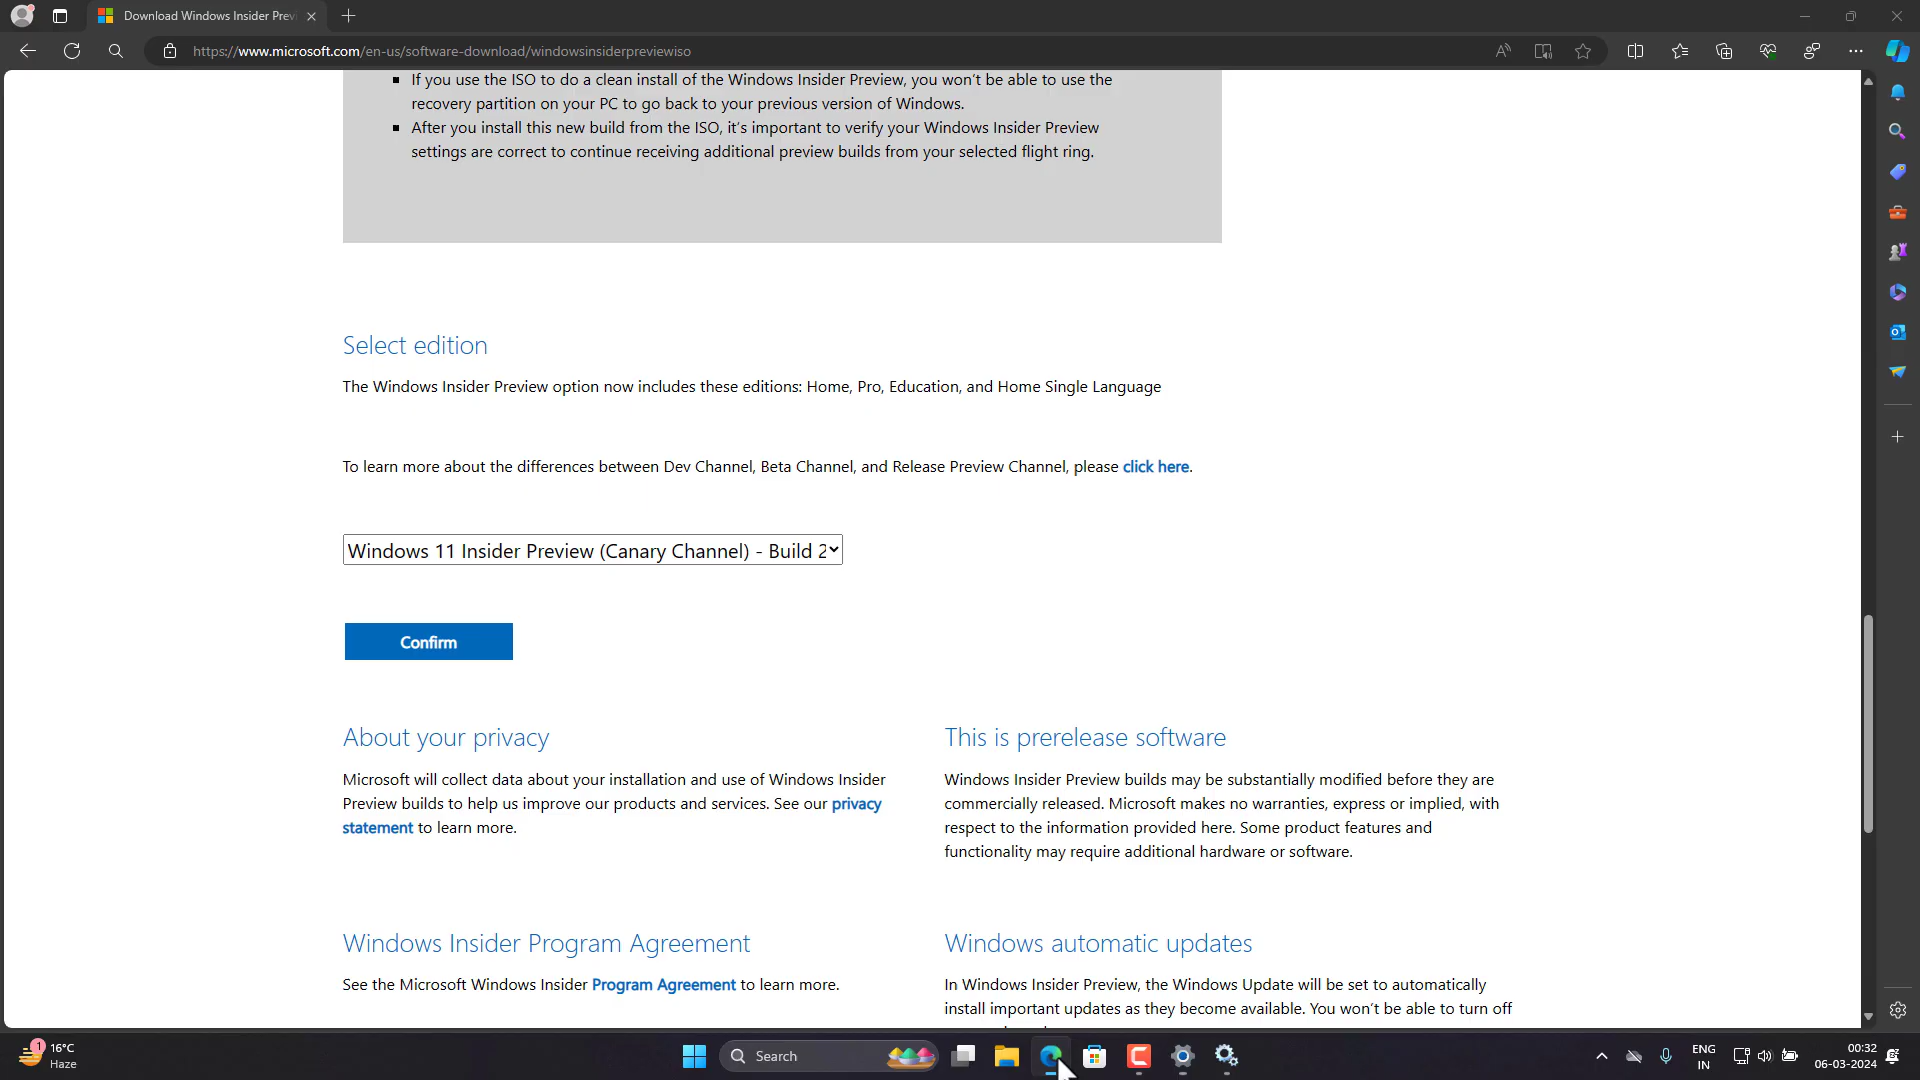 Download Windows Insider Previ
https://www.microsoft.com/en-us/software-download/windowsinsiderpreviewiso
If you use the ISO to do a clean install of the Windows Insider Preview, you won't be able to use the
recovery partition on your PC to go back to your previous version of Windows.
After you install this new build from the ISO, it's important to verify your Windows Insider Preview
settings are correct to continue receiving additional preview builds from your selected flight ring.
Select edition
The Windows Insider Preview option now includes these editions: Home, Pro, Education, and Home Single Language
To learn more about the differences between Dev Channel, Beta Channel, and Release Preview Channel, please click here.
Windows 11 Insider Preview (Canary Channel) - Build 2
Confirm
About your privacy
Microsoft will collect data about your installation and use of Windows Insider
Preview builds to help us improve our products and services. See our privacy
statement to learn more.
This is prerelease software
Windows Insider Preview builds may be substantially modified before they are
commercially released. Microsoft makes no warranties, express or implied, with
respect to the information provided here. Some product features and
functionality may require additional hardware or software.
Windows Insider Program Agreement
See the Microsoft Windows Insider Program Agreement to learn more.
Windows automatic updates
In Windows Insider Preview, the Windows Update will be set to automatically
install important updates as they become available. You won't be able to turn off
1
16°C
Haze
Search
ENG
IN
00:32
06-03-2024